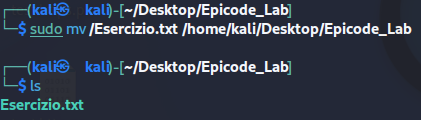 ┌──(kali㉿kali)-[~/Desktop/Epicode_Lab]
└─$ sudo mv /Esercizio.txt /home/kali/Desktop/Epicode_Lab
┌──(kali㉿kali)-[~/Desktop/Epicode_Lab]
└─$ ls
Esercizio.txt